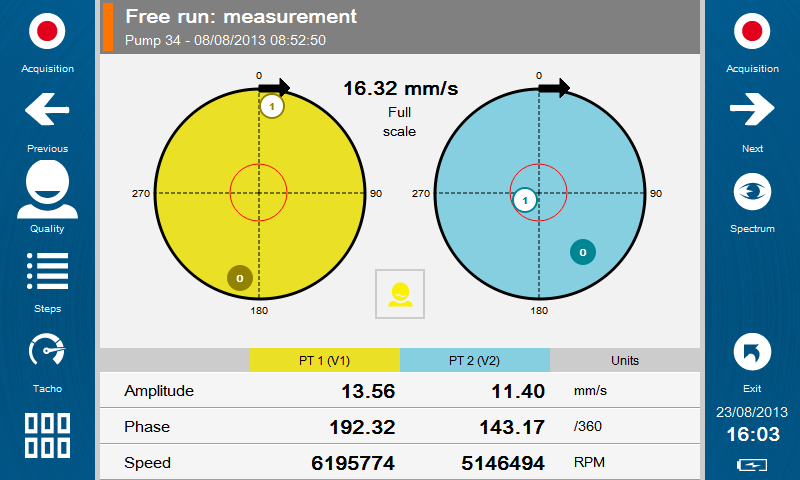 Free run: measurement
Pump 34 - 08/08/2013 08:52:50
Acquisition
Previous
Quality
Steps
Tacho
0
16.32 mm/s
Full
scale
0
1
270
90
270
1
90
0
0
180
180
PT 1 (V1)
PT 2 (V2)
Units
Amplitude 13.56 11.40 mm/s
Phase 192.32 143.17 /360
Speed 6195774 5146494 RPM
Acquisition
Next
Spectrum
Exit
23/08/2013
16:03